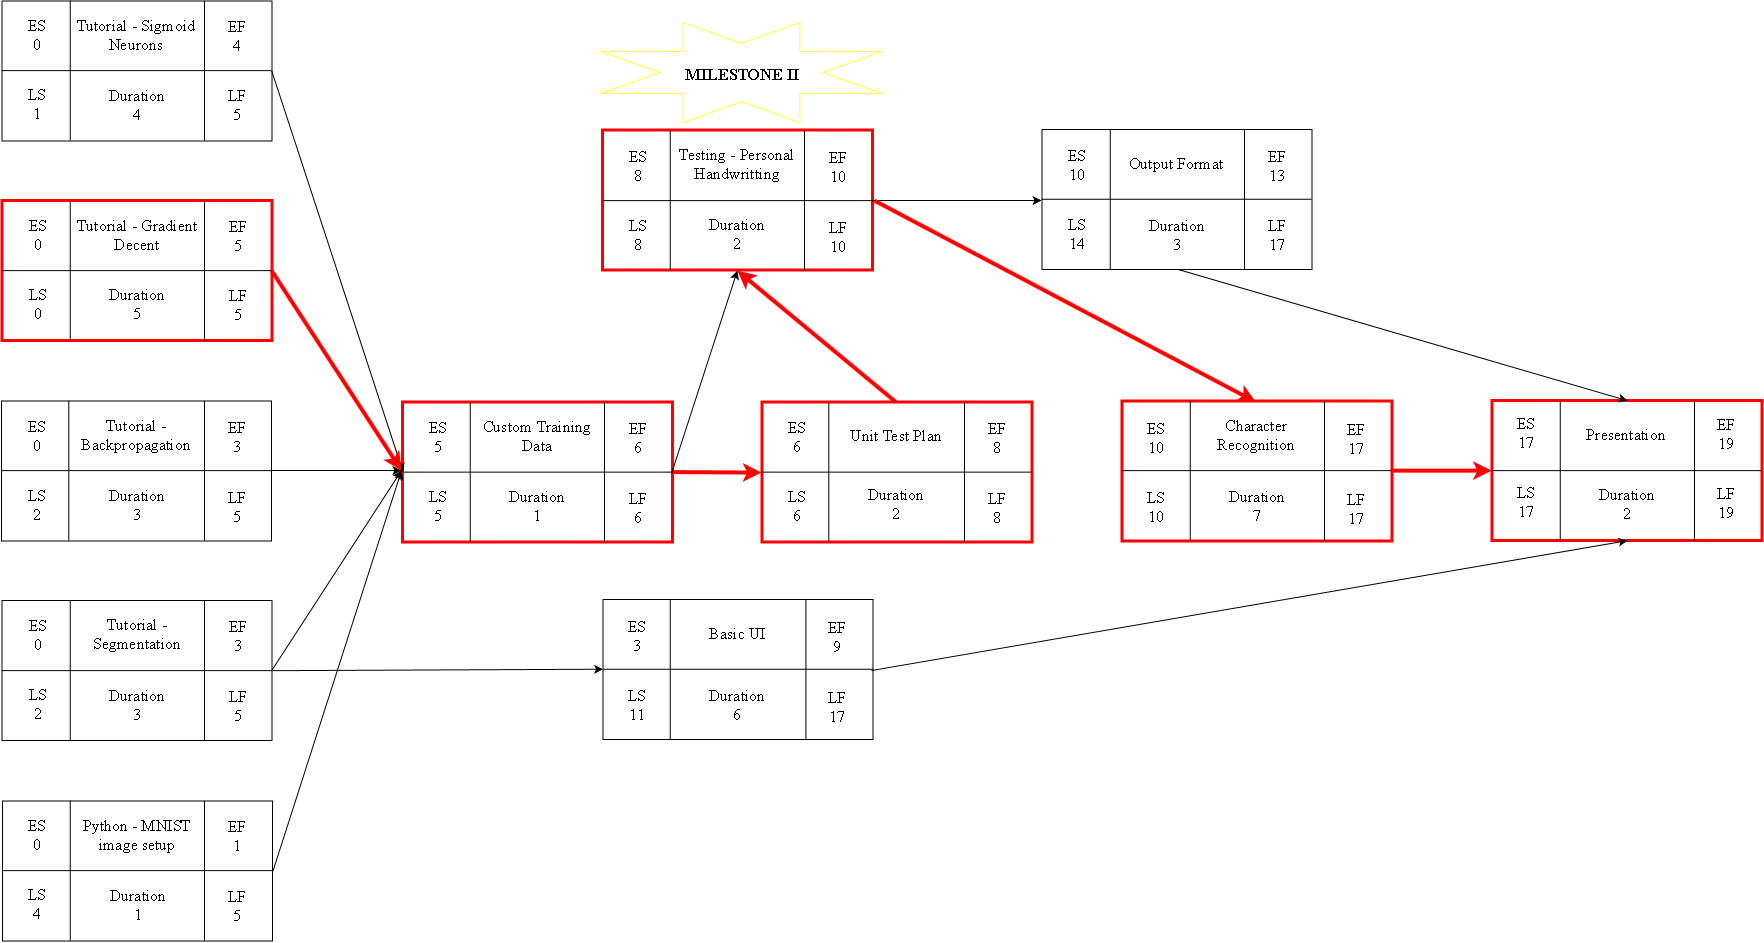 ES
0
Tutorial - Sigmoid
Neurons
EF
4
LS
1
Duration
4
LF
5
MILESTONE II
ES
8
Testing - Personal
Handwritting
EF
10
LS
8
Duration
2
LF
10
ES
10
Output Format
EF
13
LS
14
Duration
3
LF
17
ES
0
Tutorial - Gradient
Decent
EF
5
LS
0
Duration
5
LF
5
ES
0
Tutorial -
Backpropagation
EF
3
LS
2
Duration
3
LF
5
ES
5
Custom Training
Data
EF
6
LS
5
Duration
1
LF
6
ES
6
Unit Test Plan
EF
8
LS
6
Duration
2
LF
8
ES
10
Character
Recognition
EF
17
LS
10
Duration
7
LF
17
ES
17
Presentation
EF
19
LS
17
Duration
2
LF
19
ES
0
Tutorial -
Segmentation
EF
3
LS
2
Duration
3
LF
5
ES
3
Basic UI
EF
9
LS
11
Duration
6
LF
17
ES
0
Python - MNIST
image setup
EF
1
LS
4
Duration
1
LF
5